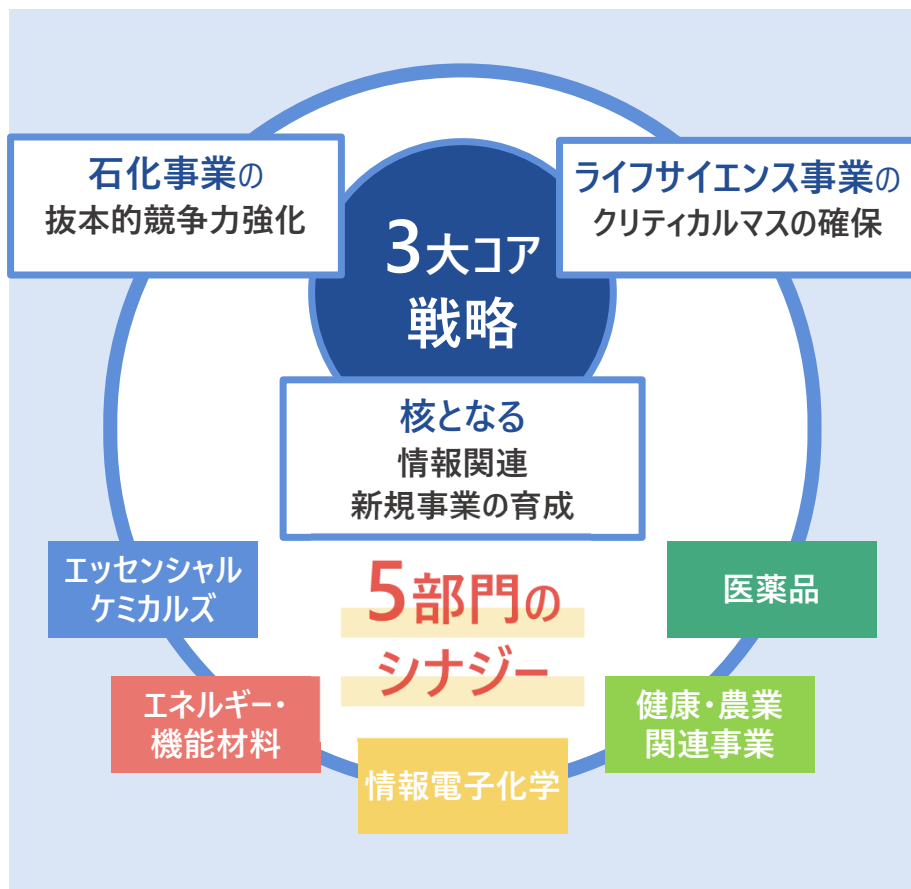 石化事業の
抜本的競争力強化
ライフサイエンス事業の
クリティカルマスの確保
3大コア
戦略
核となる
情報関連
新規事業の育成
5部門の
シナジー
エッセンシャル
ケミカルズ
医薬品
エネルギー・
機能材料
健康・農業
関連事業
情報電子化学